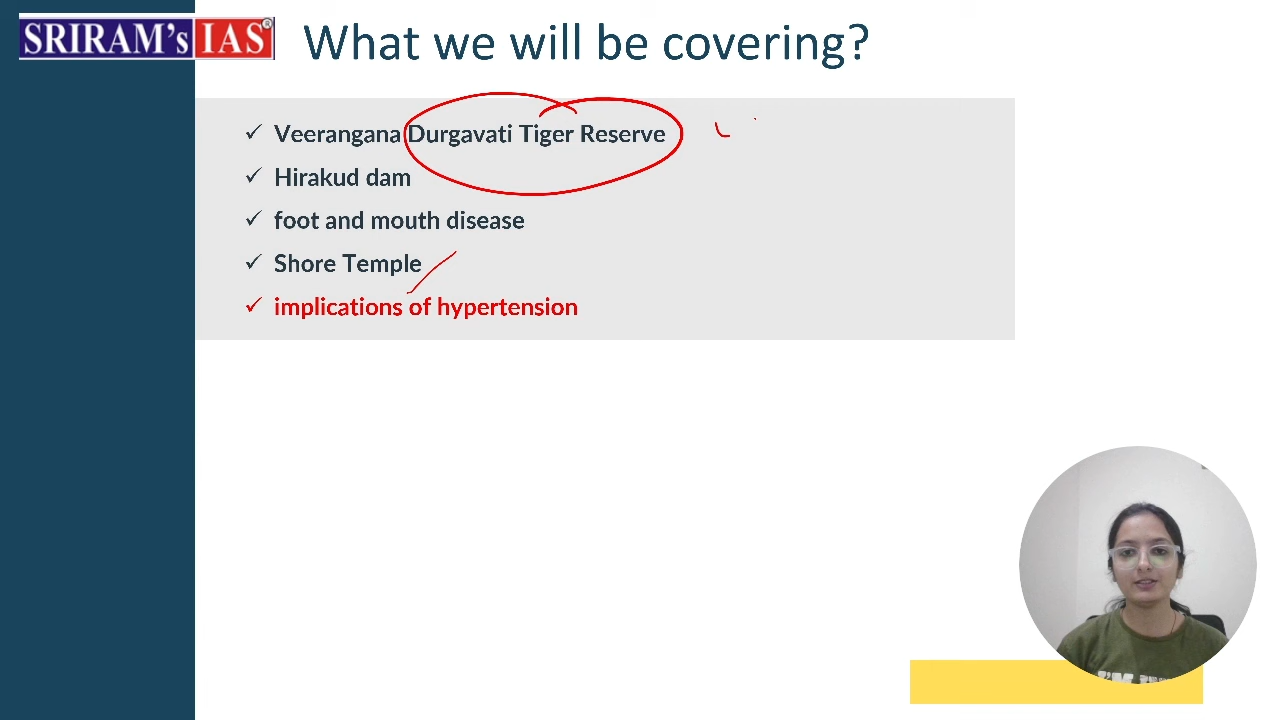 SRIRAM's IAS®
What we will be covering?
✓ Veerangana Durgavati Tiger Reserve
✓ Hirakud dam
✓ foot and mouth disease
✓ Shore Temple
✓ implications of hypertension